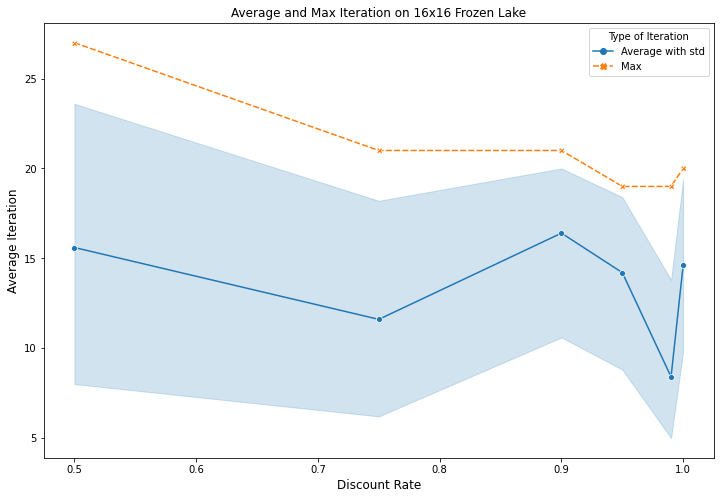 Average and Max Iteration on 16x16 Frozen Lake
Type of Iteration
Average with std
Max
25
20
15
10
5
Average Iteration
0.5 0.6 0.7 0.8 0.9 1.0
Discount Rate